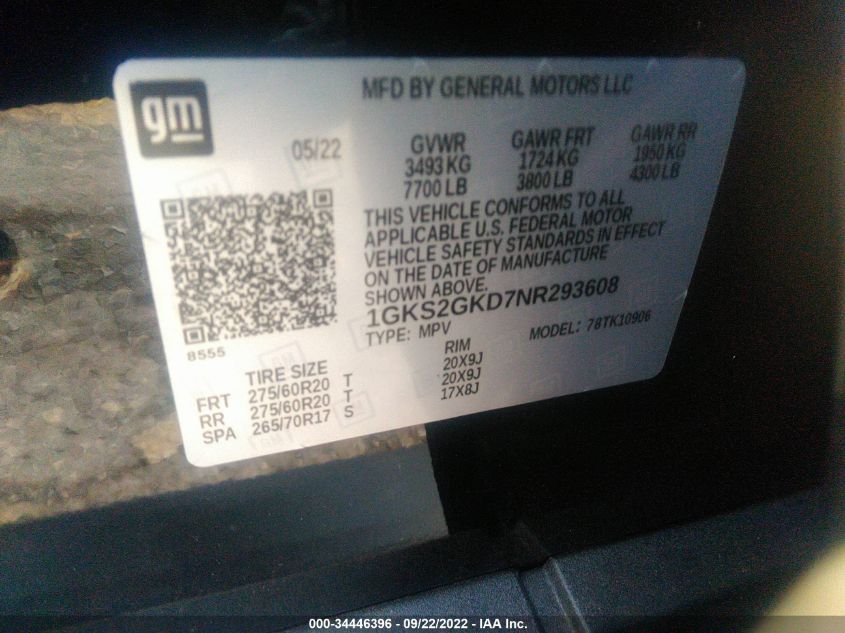 gm
MFD BY GENERAL MOTORS LLC
05/22
GVWR GAWR FRT GAWR RR
3493 KG 1724 KG 1950 KG
7700 LB 3800 LB 4300 LB
THIS VEHICLE CONFORMS TO ALL
APPLICABLE U.S. FEDERAL MOTOR
VEHICLE SAFETY STANDARDS IN EFFECT
ON THE DATE OF MANUFACTURE
SHOWN ABOVE.
1GKS2GKD7NR293608
TYPE: MPV MODEL: 78TK10906
8555
TIRE SIZE RIM
FRT 275/60R20 T 20X9J
RR 275/60R20 T 20X9J
SPA 265/70R17 S 17X8J
000-34446396 - 09/22/2022 - IAA Inc.